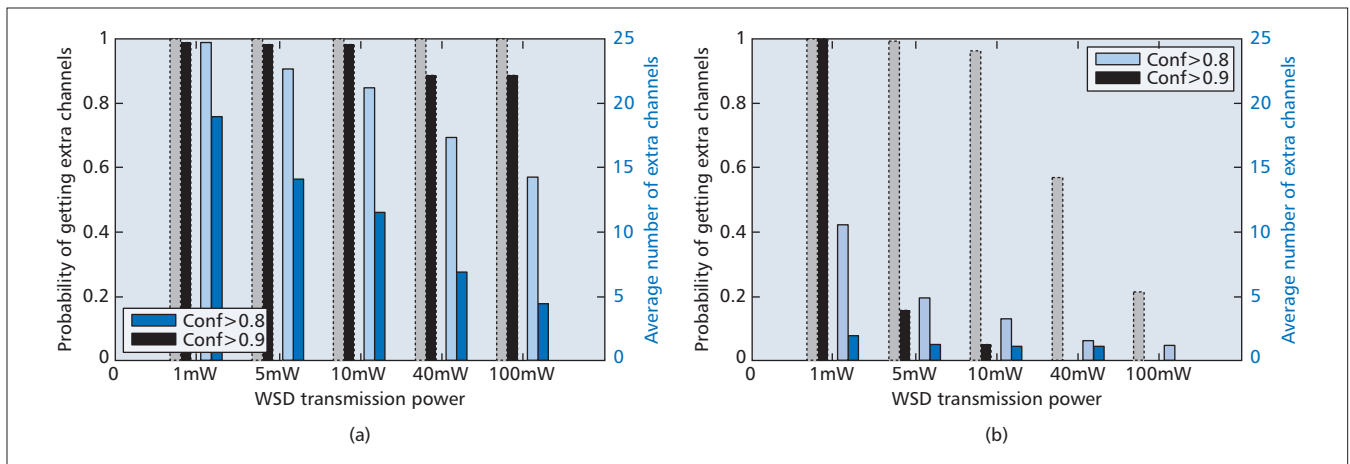 Probability of getting extra channels
1
0.8
0.6
0.4
0.2
0
Conf>0.8
Conf>0.9
25
20
15
10
5
0
Average number of extra channels
0 1mW 5mW 10mW 40mW 100mW
WSD transmission power
(a)
Probability of getting extra channels
1
0.8
0.6
0.4
0.2
0
Conf>0.8
Conf>0.9
25
20
15
10
5
0
Average number of extra channels
0 1mW 5mW 10mW 40mW 100mW
WSD transmission power
(b)